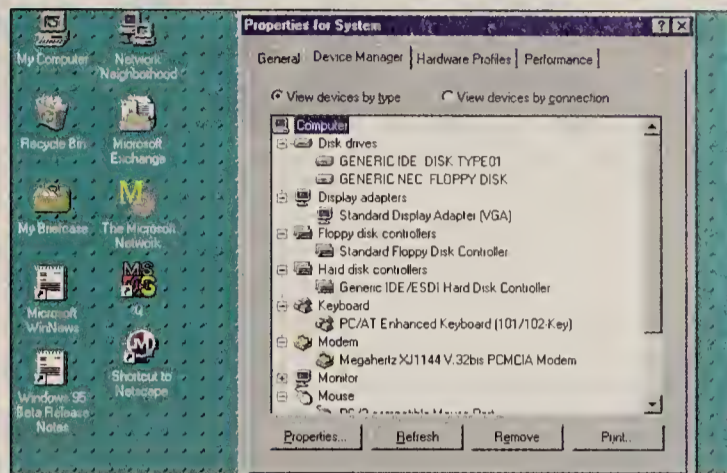 My Computer
Network
Neighborhood
Recycle Bin
Microsoft
Exchange
My Briefcase
The Microsoft
Network
Microsoft
WinNews
Shortcut to
Netscape
Windows 95
Beta Release
Notes
Properties for System
General
Device Manager
Hardware Profiles
Performance
View devices by type
View devices by connection
Computer
Disk drives
GENERIC IDE DISK TYPE01
GENERIC NEC FLOPPY DISK
Display adapters
Standard Display Adapter (VGA)
Floppy disk controllers
Standard Floppy Disk Controller
Hard disk controllers
Generic IDE/ESDI Hard Disk Controller
Keyboard
PC/AT Enhanced Keyboard (101/102-Key)
Modem
Megahertz XJ1144 V.32bis PCMCIA Modem
Monitor
Mouse
Properties...
Refresh
Remove
Print..